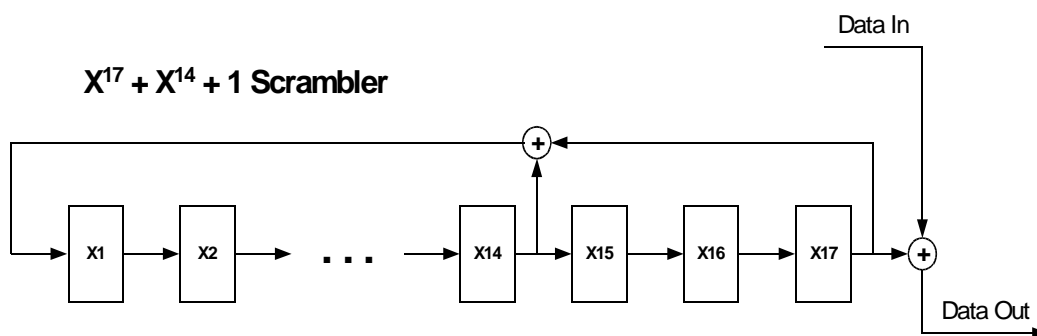 Data In
X¹⁷ + X¹⁴ + 1 Scrambler
+
X1 X2 . . . X14 X15 X16 X17 +
Data Out